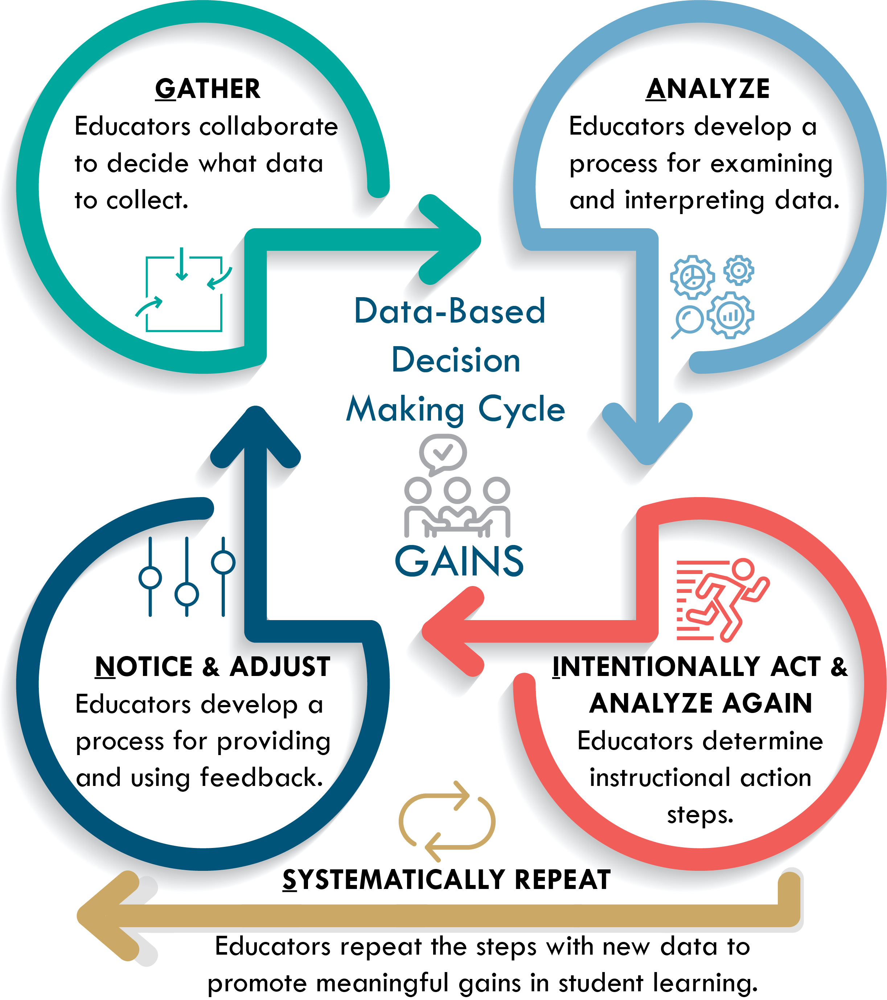 GATHER
Educators collaborate
to decide what data
to collect.
ANALYZE
Educators develop a
process for examining
and interpreting data.
Data-Based
Decision
Making Cycle
GAINS
INTENTIONALLY ACT &
ANALYZE AGAIN
Educators determine
instructional action
steps.
NOTICE & ADJUST
Educators develop a
process for providing
and using feedback.
SYSTEMATICALLY REPEAT
Educators repeat the steps with new data to
promote meaningful gains in student learning.